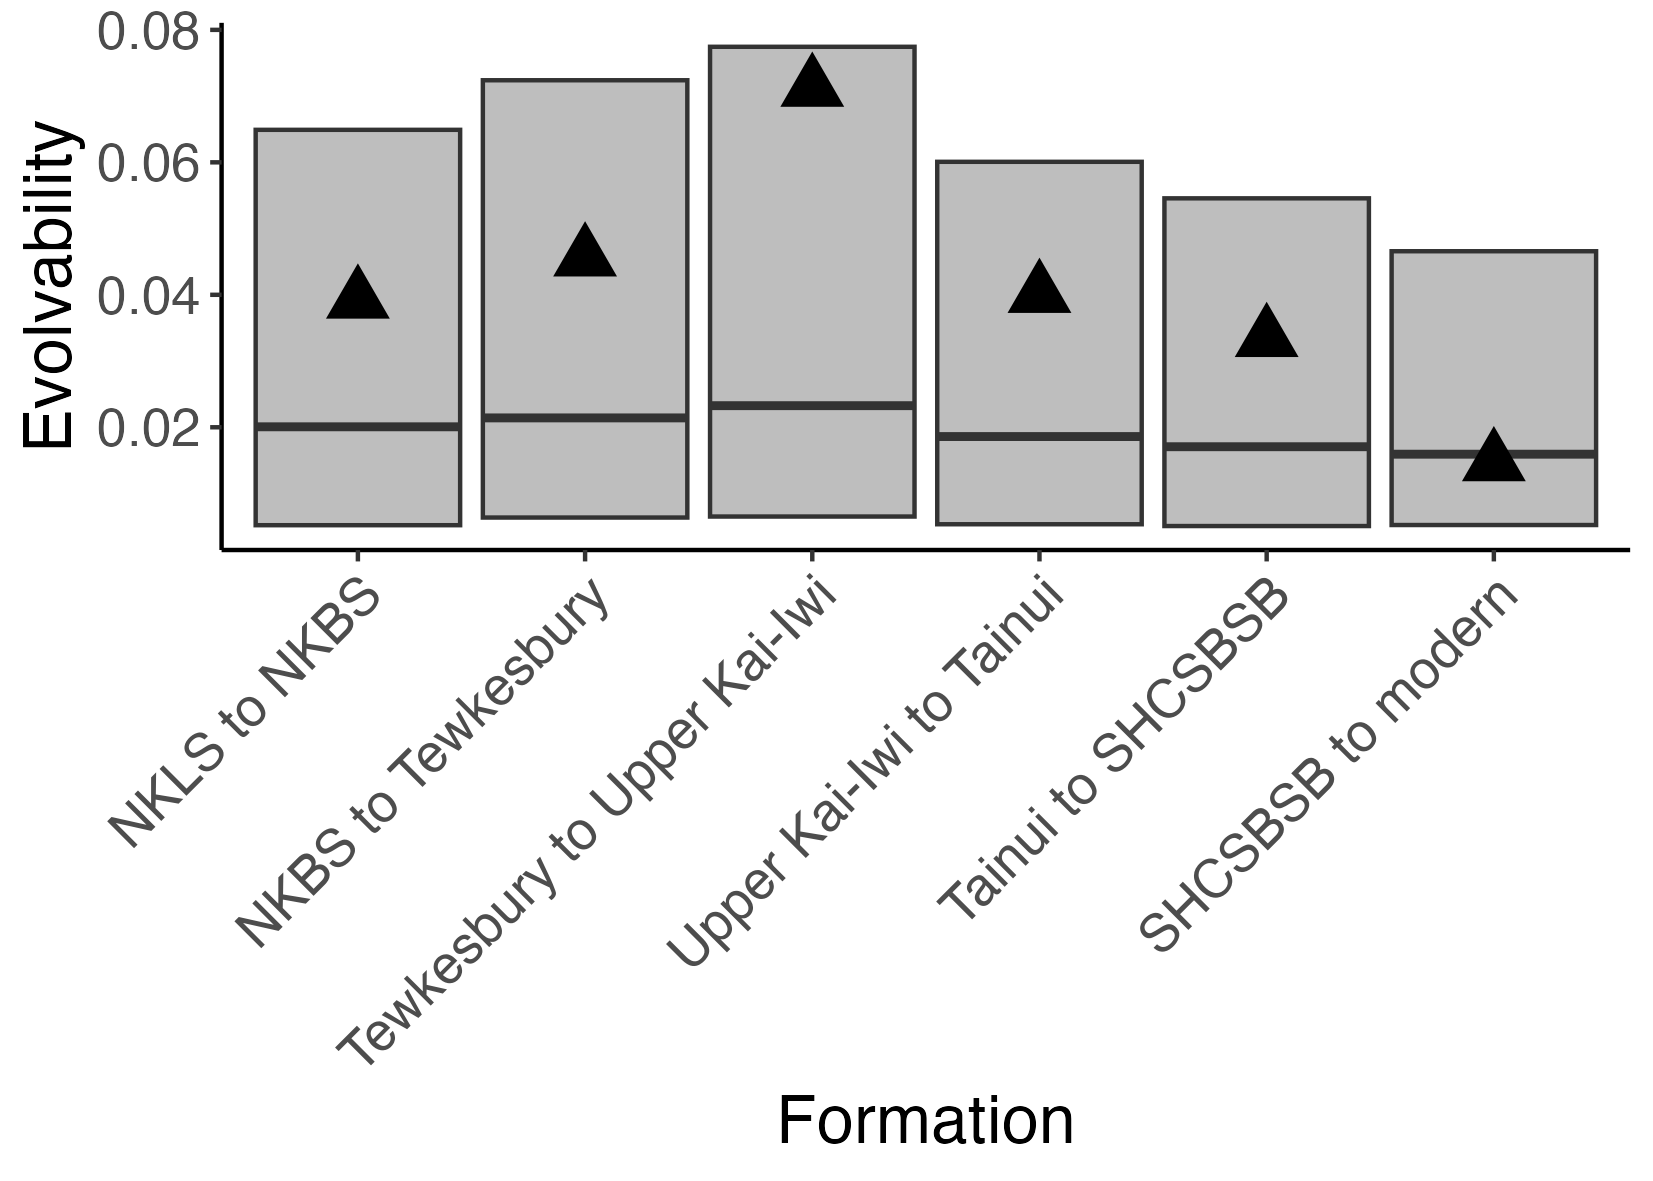 Evolvability
0.08
0.06
0.04
0.02
NKLS to NKBS
NKBS to Tewkesbury
Tewkesbury to Upper Kai-Iwi
Upper Kai-Iwi to Tainui
Tainui to SHCSBSB
SHCSBSB to modern
Formation